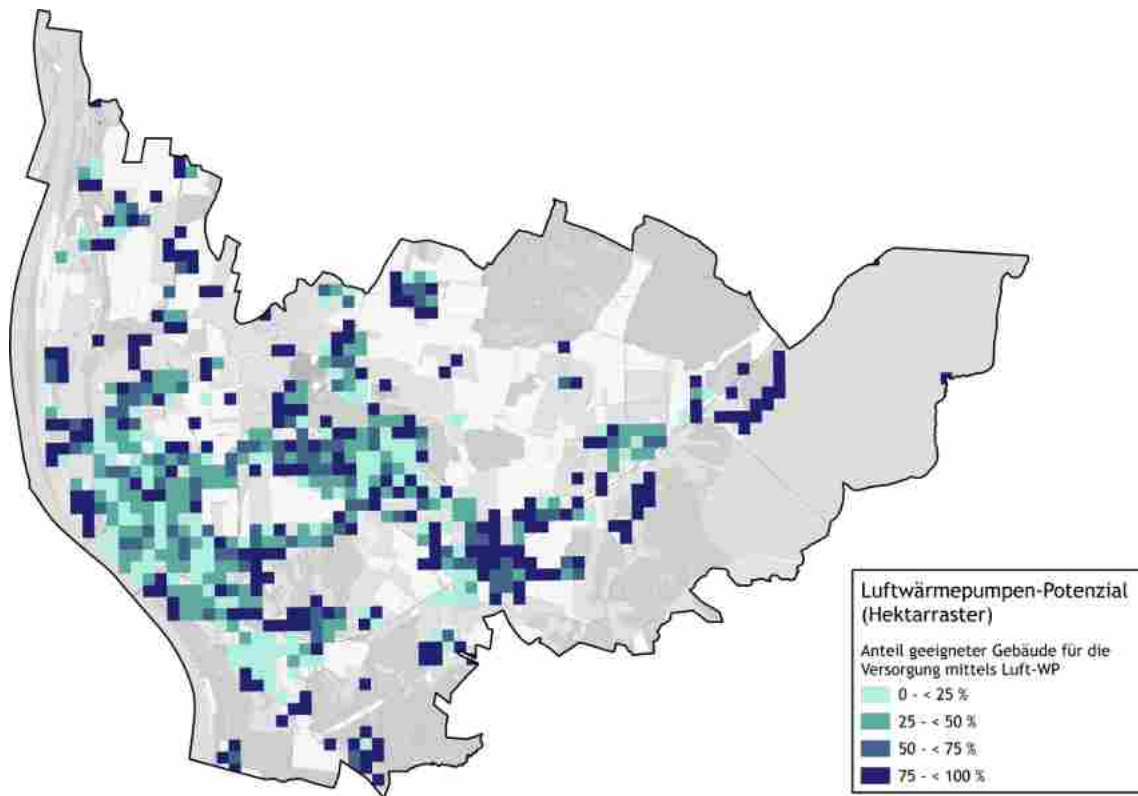 Luftwärmepumpen-Potenzial
(Hektarraster)
Anteil geeigneter Gebäude für die
Versorgung mittels Luft-WP
0 - < 25 %
25 - < 50 %
50 - < 75 %
75 - < 100 %